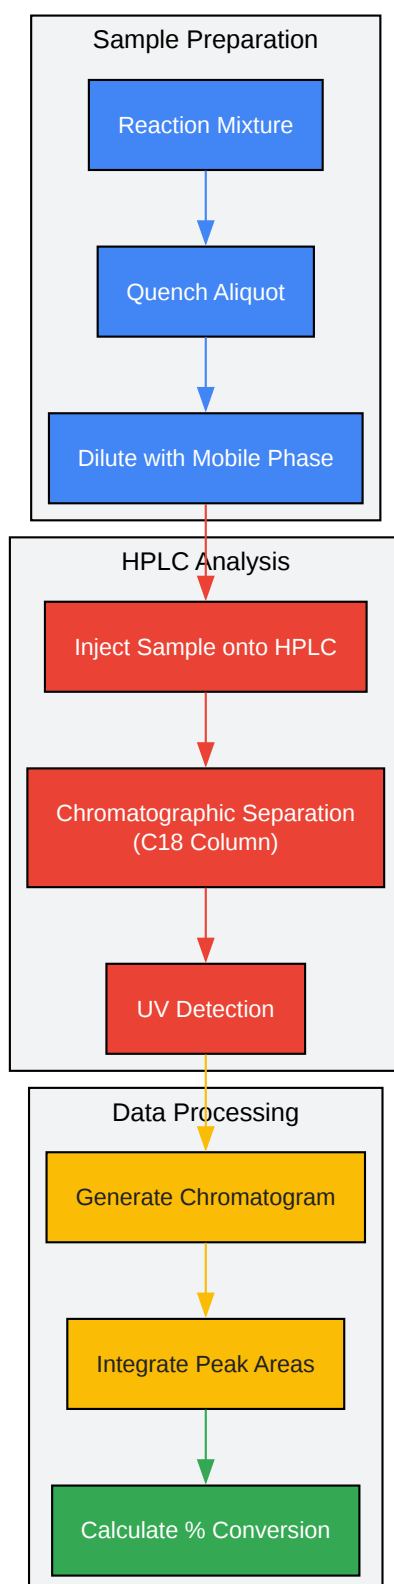 Sample Preparation
Reaction Mixture
Quench Aliquot
Dilute with Mobile Phase
HPLC Analysis
Inject Sample onto HPLC
Chromatographic Separation
(C18 Column)
UV Detection
Data Processing
Generate Chromatogram
Integrate Peak Areas
Calculate % Conversion